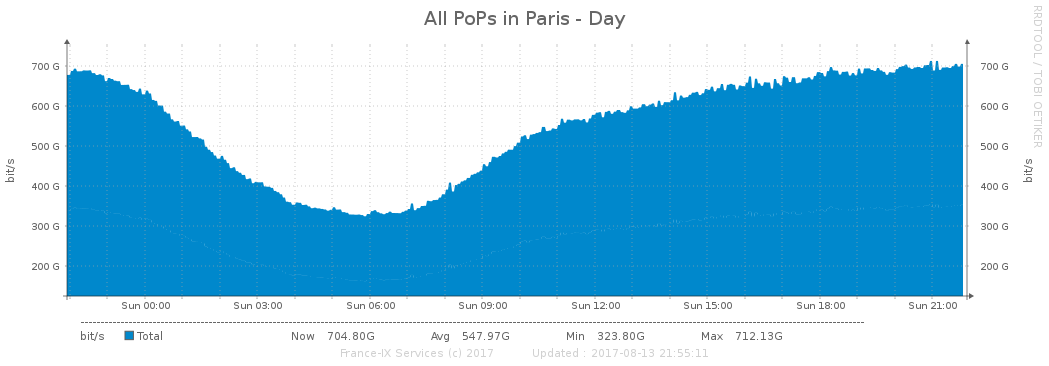 All PoPs in Paris - Day
RRDTOOL / TOBI OETIKER
bit/s
bit/s
700 G 700 G
600 G 600 G
500 G 500 G
400 G 400 G
300 G 300 G
200 G 200 G
Sun 00:00 Sun 03:00 Sun 06:00 Sun 09:00 Sun 12:00 Sun 15:00 Sun 18:00 Sun 21:00
bit/s Total Now 704.80G Avg 547.97G Min 323.80G Max 712.13G
France-IX Services (c) 2017 Updated : 2017-08-13 21:55:11